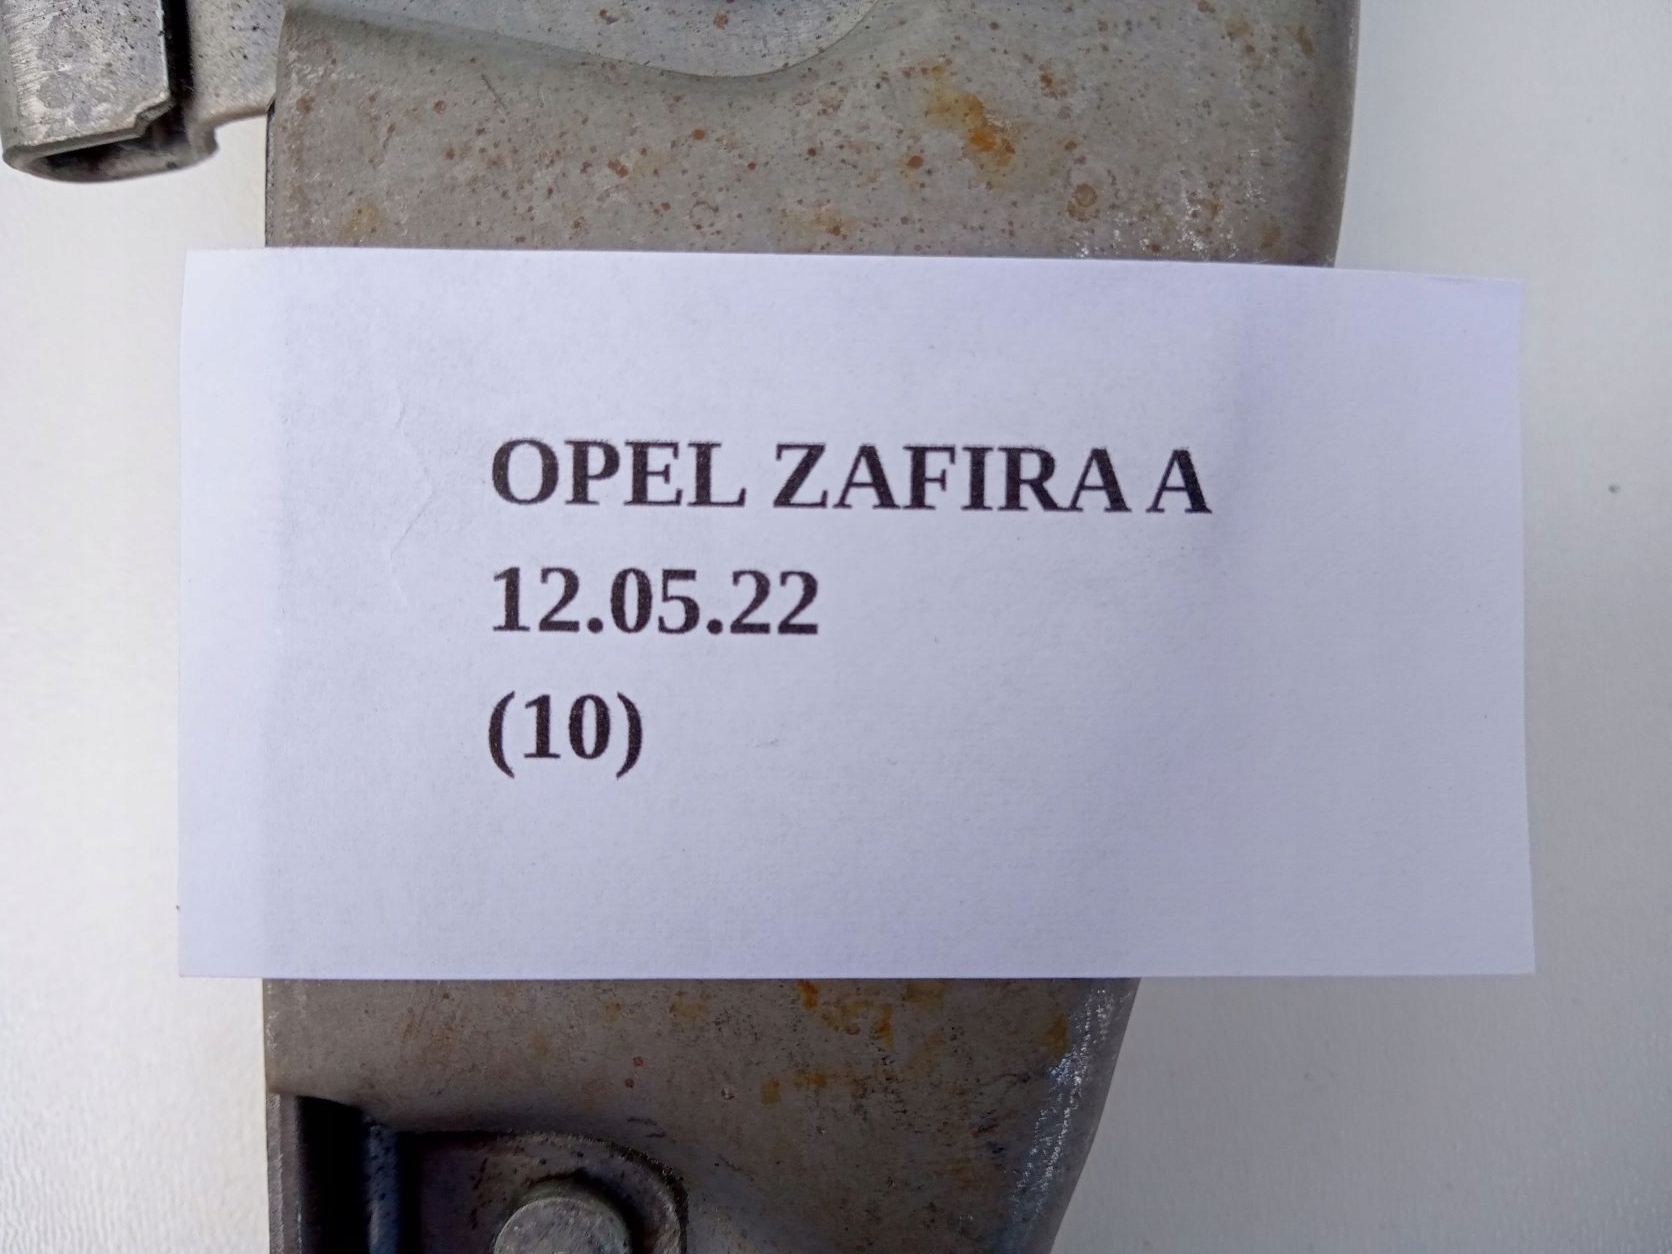 OPEL ZAFIRA A
12.05.22
(10)